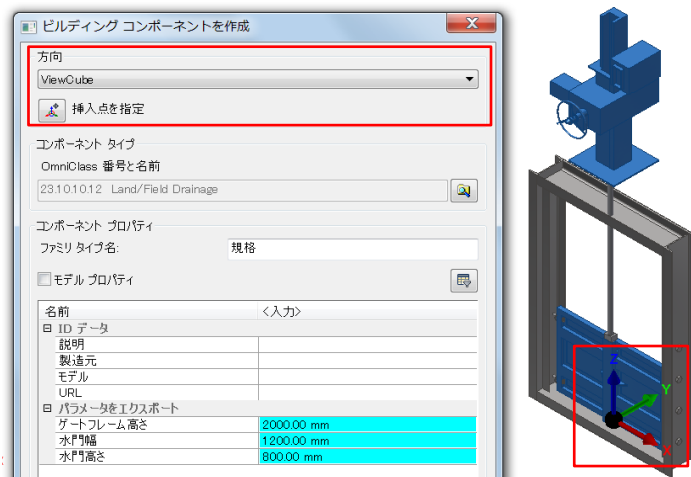 ビルディング コンポーネントを作成
方向
ViewCube
挿入点を指定
コンポーネント タイプ
OmniClass 番号と名前
23.10.10.12 Land/Field Drainage
コンポーネント プロパティ
ファミリ タイプ名:
規格
モデル プロパティ
名前 <入力>
ID データ
説明
製造元
モデル
URL
パラメータをエクスポート
ゲートフレーム高さ 2000.00 mm
水門幅 1200.00 mm
水門高さ 800.00 mm
Z
Y
X